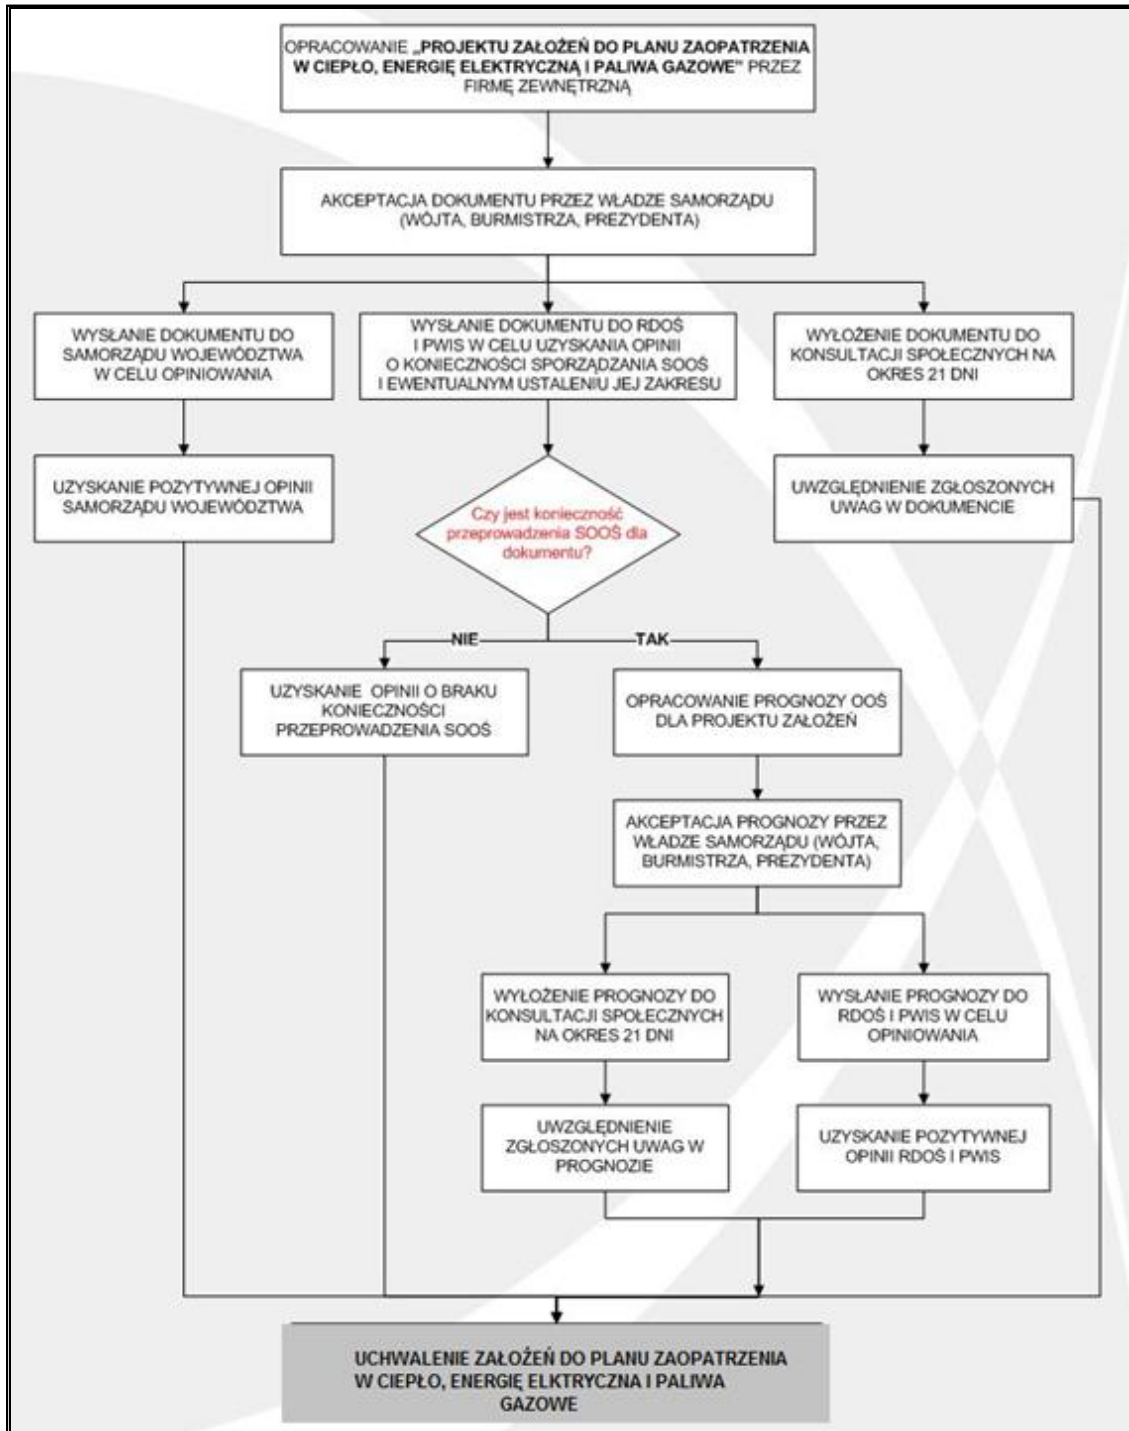 OPRACOWANIE „PROJEKTU ZAŁOŻEŃ DO PLANU ZAOPATRZENIA
W CIEPŁO, ENERGIĘ ELEKTRYCZNĄ I PALIWA GAZOWE" PRZEZ
FIRMĘ ZEWNĘTRZNĄ
AKCEPTACJA DOKUMENTU PRZEZ WŁADZE SAMORZĄDU
(WÓJTA, BURMISTRZA, PREZYDENTA)
WYSŁANIE DOKUMENTU DO
SAMORZĄDU WOJEWÓDZTWA
W CELU OPINIOWANIA
WYSŁANIE DOKUMENTU DO RDOŚ
I PWIS W CELU UZYSKANIA OPINII
O KONIECZNOŚCI SPORZĄDZANIA SOOŚ
I EWENTUALNYM USTALENIU JEJ ZAKRESU
WYŁOŻENIE DOKUMENTU DO
KONSULTACJI SPOŁECZNYCH NA
OKRES 21 DNI
UZYSKANIE POZYTYWNEJ OPINII
SAMORZĄDU WOJEWÓDZTWA
Czy jest konieczność
przeprowadzenia SOOŚ dla
dokumentu?
UWZGLĘDNIENIE ZGŁOSZONYCH
UWAG W DOKUMENCIE
NIE
TAK
UZYSKANIE OPINII O BRAKU
KONIECZNOŚCI
PRZEPROWADZENIA SOOŚ
OPRACOWANIE PROGNOZY OOŚ
DLA PROJEKTU ZAŁOŻEŃ
AKCEPTACJA PROGNOZY PRZEZ
WŁADZE SAMORZĄDU (WÓJTA,
BURMISTRZA, PREZYDENTA)
WYŁOŻENIE PROGNOZY DO
KONSULTACJI SPOŁECZNYCH
NA OKRES 21 DNI
WYSŁANIE PROGNOZY DO
RDOŚ I PWIS W CELU
OPINIOWANIA
UWZGLĘDNIENIE
ZGŁOSZONYCH UWAG W
PROGNOZIE
UZYSKANIE POZYTYWNEJ
OPINII RDOŚ I PWIS
UCHWALENIE ZAŁOŻEŃ DO PLANU ZAOPATRZENIA
W CIEPŁO, ENERGIĘ ELKTRYCZNA I PALIWA
GAZOWE